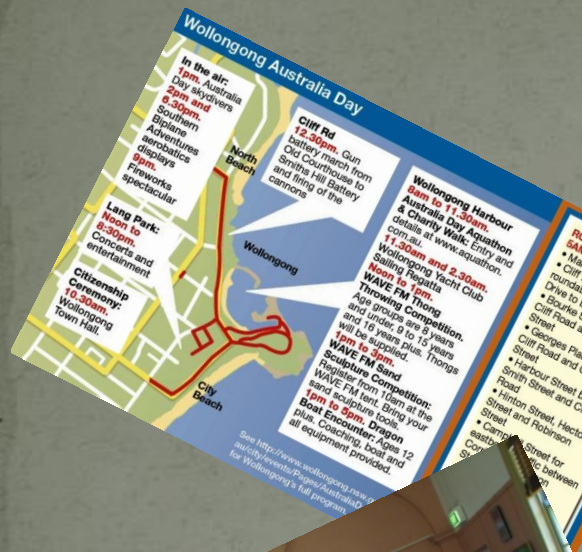 Wollongong Australia Day
In the air:
1pm. Australia
Day skydivers
2pm and
6.30pm.
Southern
Biplane
Adventures
aerobatics
displays
9pm.
Fireworks
spectacular
North
Beach
Cliff Rd
12.30pm. Gun
battery march from
Old Courthouse to
Smiths Hill Battery
and firing of the
cannons
Lang Park:
Noon to
8:30pm.
Concerts and
entertainment
Citizenship
Ceremony:
10.30am.
Wollongong
Town Hall.
Wollongong
City
Beach
Wollongong Harbour
8am to 11.30am.
Australia Day Aquathon
& Charity Walk: Entry and
details at www.aquathon.
com.au.
11.30am and 2.30am.
Wollongong Yacht Club
Sailing Regatta
Noon to 1pm.
WAVE FM Thong
Throwing Competition.
Age groups are 8 years
and under, 9 to 15 years
and 16 years plus. Thongs
will be supplied.
1pm to 3pm.
WAVE FM Sand
Sculpture Competition:
Register from 10am at the
WAVE FM tent. Bring your
sand sculpture tools.
1pm to 5pm. Dragon
Boat Encounter: Ages 12
plus. Coaching, boat and
all equipment provided.
See http://www.wollongong.nsw.g
au/city/events/Pages/AustraliaD
for Wollongong's full program.
• Cliff
Drive to
• Bourke
Cliff Road
Street
• Georges P
Cliff Road and
Street
• Harbour Street
Smith Street and C
Road
• Hinton Street, Hecto
Street and Robinson
Street
Street for
between